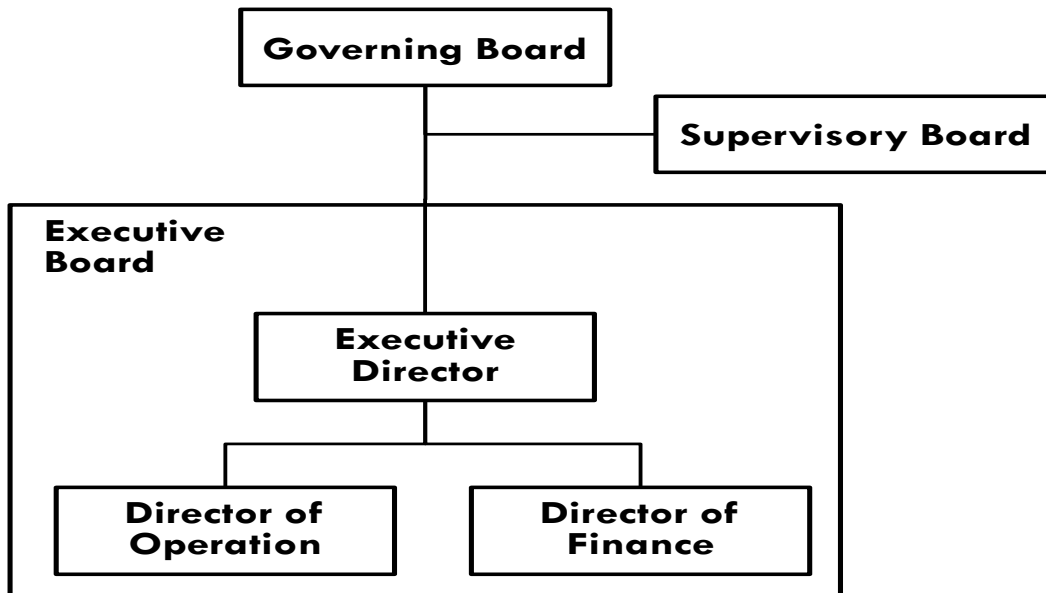 Governing Board
Supervisory Board
Executive
Board
Executive
Director
Director of
Operation
Director of
Finance